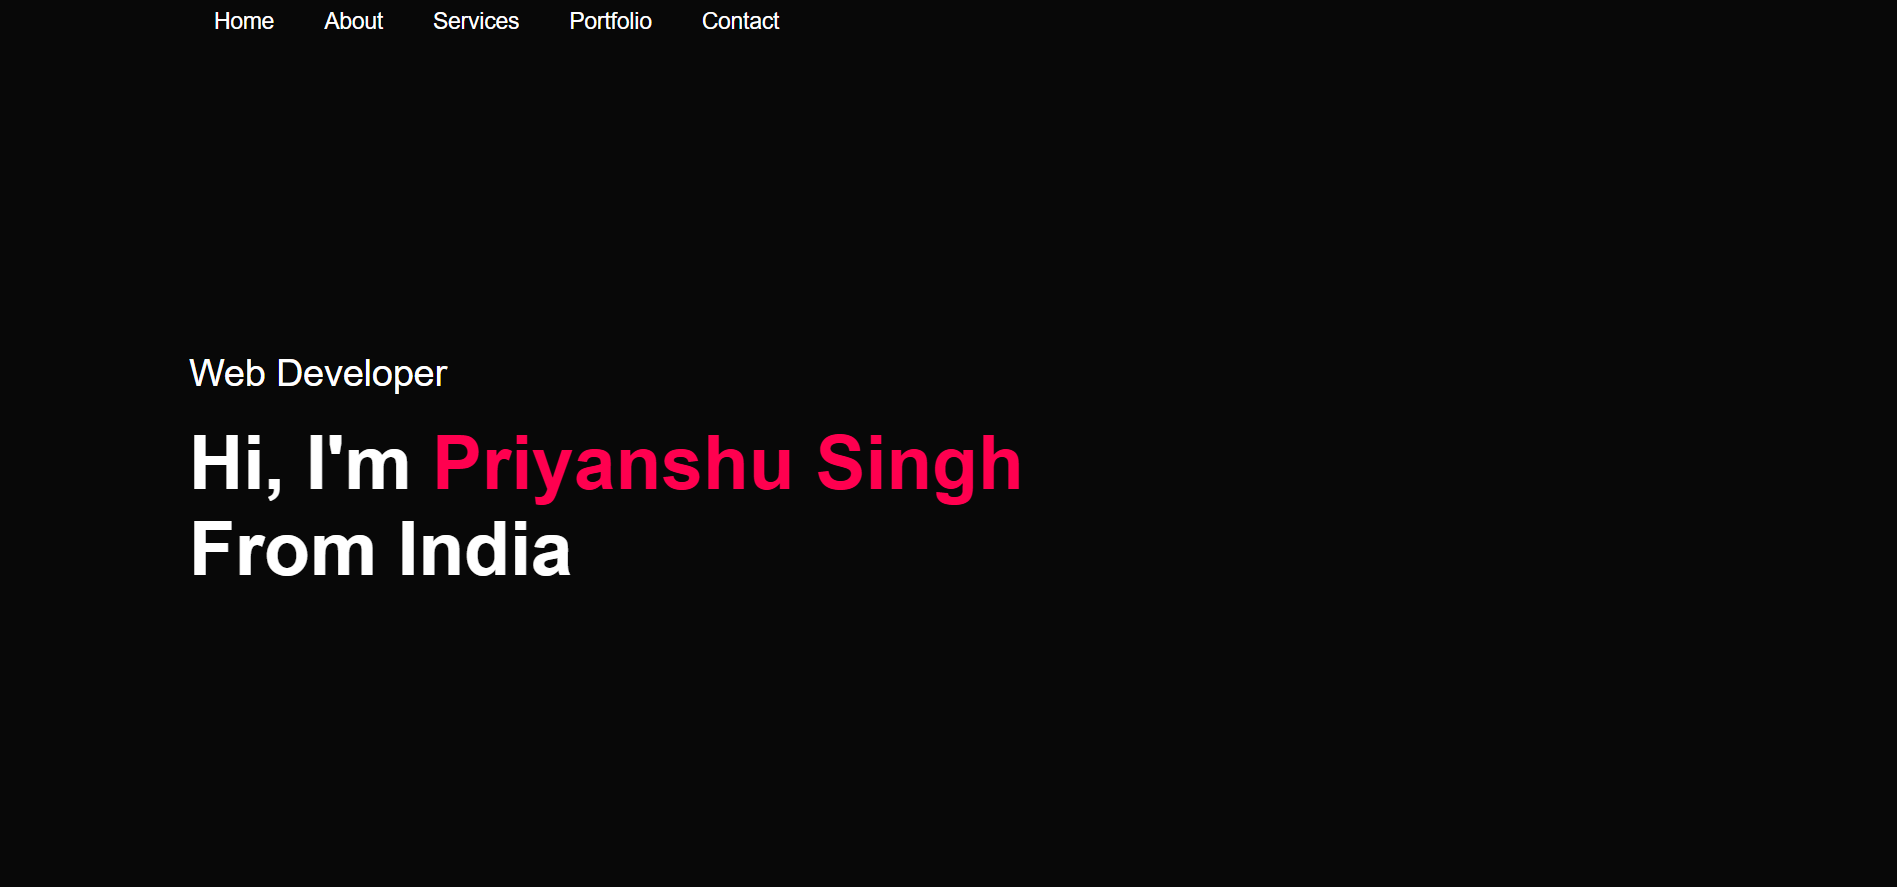 Home About Services Portfolio Contact
Web Developer
Hi, I'm Priyanshu Singh
From India